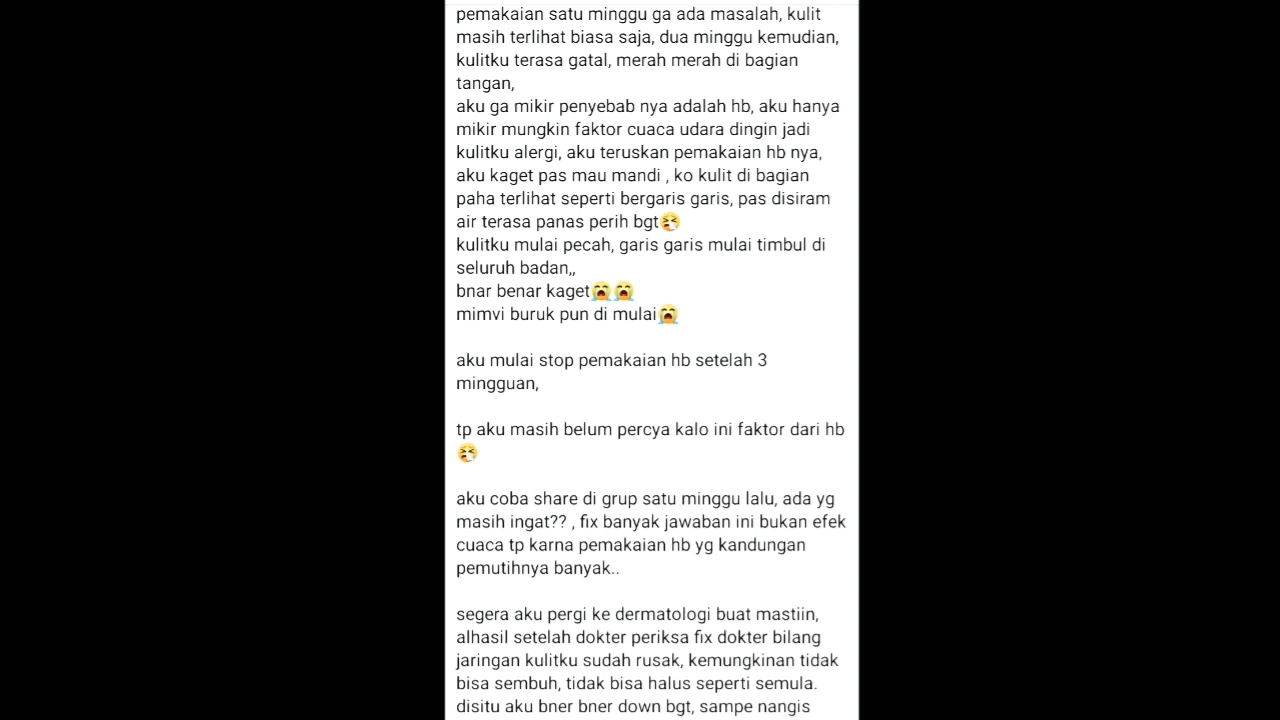 pemakaian satu minggu ga ada masalah, kulit
masih terlihat biasa saja, dua minggu kemudian,
kulitku terasa gatal, merah merah di bagian
tangan,
aku ga mikir penyebab nya adalah hb, aku hanya
mikir mungkin faktor cuaca udara dingin jadi
kulitku alergi, aku teruskan pemakaian hb nya,
aku kaget pas mau mandi , ko kulit di bagian
paha terlihat seperti bergaris garis, pas disiram
air terasa panas perih bgt🤧
kulitku mulai pecah, garis garis mulai timbul di
seluruh badan,,
bnar benar kaget😭😭
mimvi buruk pun di mulai😭
aku mulai stop pemakaian hb setelah 3
mingguan,
tp aku masih belum percya kalo ini faktor dari hb
🤧
aku coba share di grup satu minggu lalu, ada yg
masih ingat?? , fix banyak jawaban ini bukan efek
cuaca tp karna pemakaian hb yg kandungan
pemutihnya banyak..
segera aku pergi ke dermatologi buat mastiin,
alhasil setelah dokter periksa fix dokter bilang
jaringan kulitku sudah rusak, kemungkinan tidak
bisa sembuh, tidak bisa halus seperti semula.
disitu aku bner bner down bgt, sampe nangis